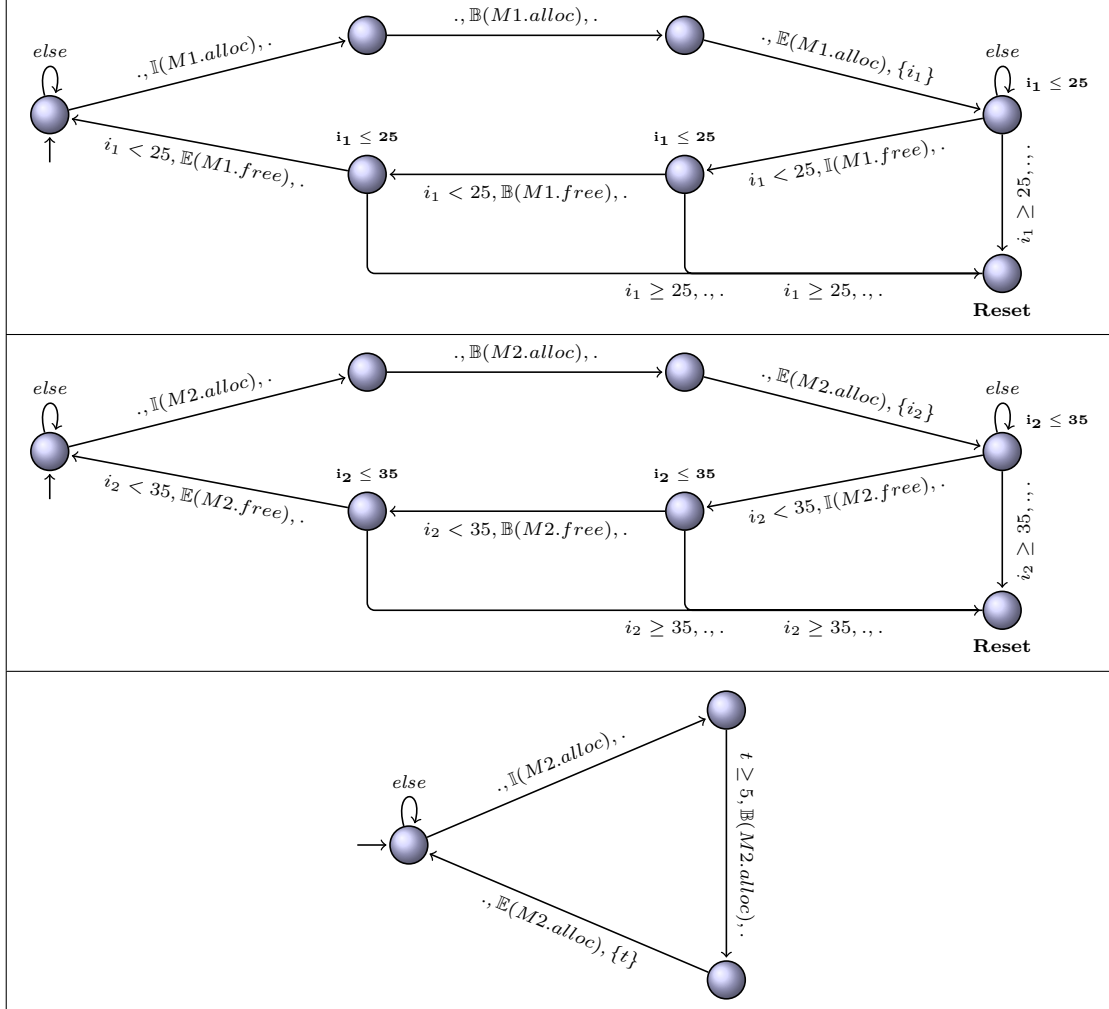 ., 𝔹(M1.alloc), .
., 𝕀(M1.alloc), .
., 𝔼(M1.alloc), {i₁}
else
else
i₁ ≤ 25
i₁ < 25, 𝔼(M1.free), .
i₁ ≤ 25
i₁ < 25, 𝔹(M1.free), .
i₁ ≤ 25
i₁ < 25, 𝕀(M1.free), .
i₁ ≥ 25, ., .
i₁ ≥ 25, ., .
i₁ ≥ 25, ., .
Reset
., 𝔹(M2.alloc), .
., 𝕀(M2.alloc), .
., 𝔼(M2.alloc), {i₂}
else
else
i₂ ≤ 35
i₂ < 35, 𝔼(M2.free), .
i₂ ≤ 35
i₂ < 35, 𝔹(M2.free), .
i₂ ≤ 35
i₂ < 35, 𝕀(M2.free), .
i₂ ≥ 35, ., .
i₂ ≥ 35, ., .
i₂ ≥ 35, ., .
Reset
., 𝕀(M2.alloc), .
else
t ≥ 5, 𝔹(M2.alloc), .
., 𝔼(M2.alloc), {t}